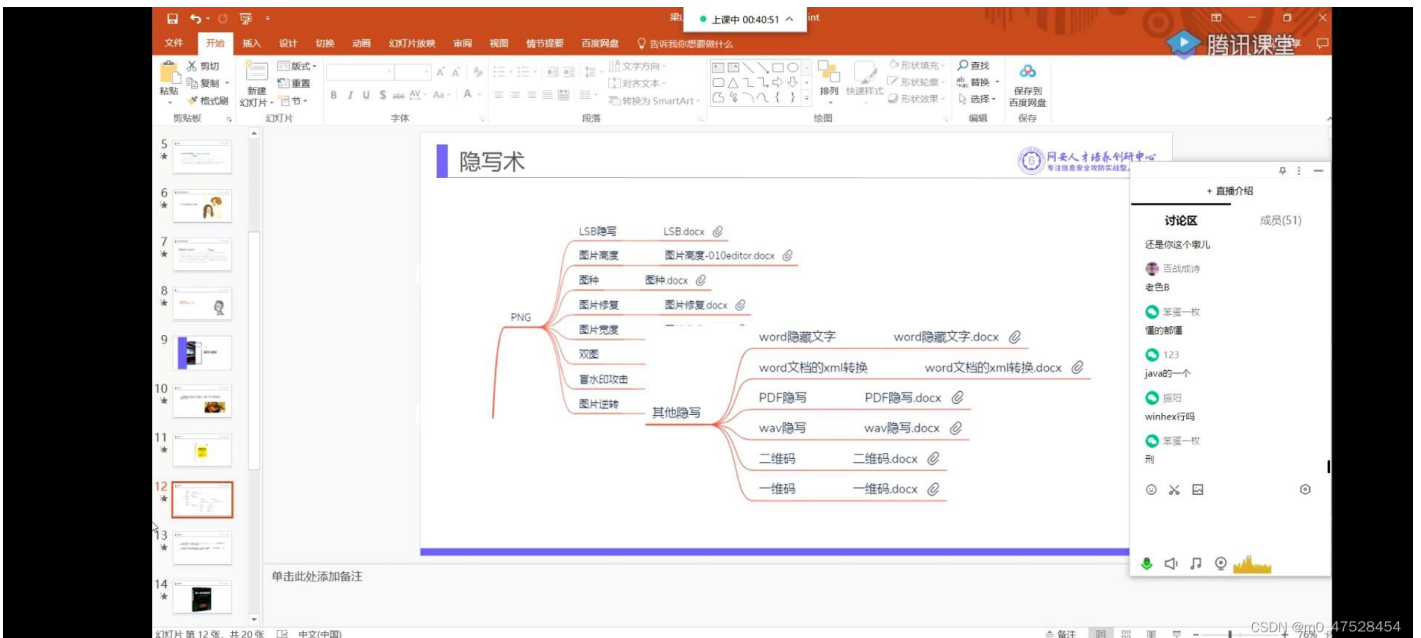 上课中 00:40:51
int
文件 开始 插入 设计 切换 动画 幻灯片放映 审阅 视图 情节提要 百度网盘 告诉我你想要做什么
腾讯课堂
剪切
复制
格式刷
粘贴
剪贴板
新建
幻灯片
版式
重置
节
幻灯片
B I U S abc AV Aa A
字体
文字方向
对齐文本
转换为 SmartArt
段落
排列
快速样式
形状填充
形状轮廓
形状效果
绘图
查找
替换
选择
编辑
保存到
百度网盘
保存
5
6
7
8
9
10
11
12
13
14
隐写术
网安人才培养创研中心
PNG
LSB隐写 LSB.docx
图片高度 图片高度-010editor.docx
图种 图种.docx
图片修复 图片修复.docx
图片宽度
双图
盲水印攻击
图片逆转
其他隐写
word隐藏文字 word隐藏文字.docx
word文档的xml转换 word文档的xml转换.docx
PDF隐写 PDF隐写.docx
wav隐写 wav隐写.docx
二维码 二维码.docx
一维码 一维码.docx
+ 直播介绍
讨论区 成员(51)
还是你这个墩儿
百战成诗
老色B
笨蛋一枚
懂的都懂
123
java的一个
振阳
winhex行吗
笨蛋一枚
刑
单击此处添加备注
幻灯片 第 12 张，共 20 张 中文(中国)
备注
76%
CSDN @m0_47528454